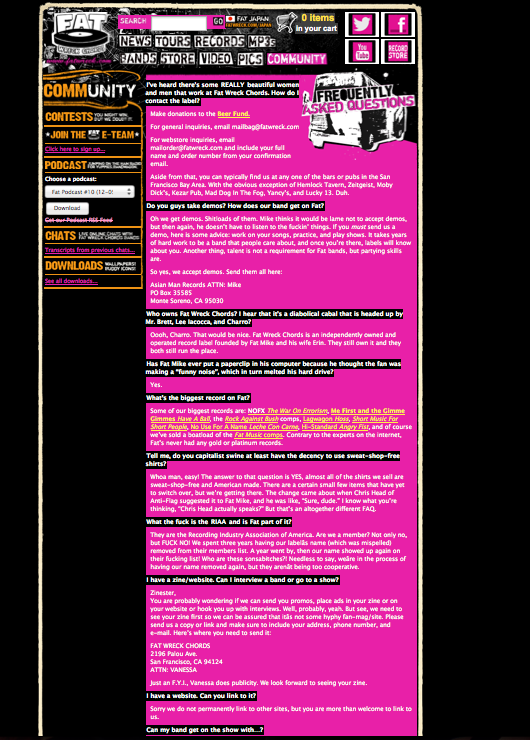 FAT
WRECK CHORDS
SEARCH
GO
FAT JAPAN!
FATWRECK.COM/JAPAN
0 items
in your cart
NEWS TOURS RECORDS MP3s
BANDS STORE VIDEO PICS COMMUNITY
You
Tube
RECORD
STORE
COMMUNITY
CONTESTS YOU MIGHT WIN,
BUT WE DOUBT IT.
JOIN THE FAT E-TEAM
Click here to sign up...
PODCAST
Choose a podcast:
Fat Podcast #10 (12-0
Download
Get our Podcast RSS Feed
CHATS LIVE ONLINE CHATS WITH
FAT WRECK CHORDS BANDS
Transcripts from previous chats...
DOWNLOADS WALLPAPERS!
BUDDY ICONS!
See all downloads...
FREQUENTLY
ASKED QUESTIONS
I've heard there's some REALLY beautiful women
and men that work at Fat Wreck Chords. How do I
contact the label?
Make donations to the Beer Fund.
For general inquiries, email mailbag@fatwreck.com
For webstore inquiries, email
mailorder@fatwreck.com and include your full
name and order number from your confirmation
email.
Aside from that, you can typically find us at any one of the bars or pubs in the San
Francisco Bay Area. With the obvious exception of Hemlock Tavern, Zeitgeist, Moby
Dick's, Kezar Pub, Mad Dog In The Fog, Yancy's, and Lucky 13. Duh.
Do you guys take demos? How does our band get on Fat?
Oh we get demos. Shitloads of them. Mike thinks it would be lame not to accept demos,
but then again, he doesn't have to listen to the fuckin' things. If you must send us a
demo, here is some advice: work on your songs, practice, and play shows. It takes years
of hard work to be a band that people care about, and once you're there, labels will know
about you. Another thing, talent is not a requirement for Fat bands, but partying skills
are.
So yes, we accept demos. Send them all here:
Asian Man Records ATTN: Mike
PO Box 35585
Monte Soreno, CA 95030
Who owns Fat Wreck Chords? I hear that it's a diabolical cabal that is headed up by
Mr. Brett, Lee Iacocca, and Charro?
Oooh, Charro. That would be nice. Fat Wreck Chords is an independently owned and
operated record label founded by Fat Mike and his wife Erin. They still own it and they
both still run the place.
Has Fat Mike ever put a paperclip in his computer because he thought the fan was
making a "funny noise", which in turn melted his hard drive?
Yes.
What's the biggest record on Fat?
Some of our biggest records are: NOFX The War On Errorism, Me First and the Gimme
Gimmes Have A Ball, the Rock Against Bush comps, Lagwagon Hoss, Short Music For
Short People, No Use For A Name Leche Con Carne, Hi-Standard Angry Fist, and of course
we've sold a boatload of the Fat Music comps. Contrary to the experts on the internet,
Fat's never had any gold or platinum records.
Tell me, do you capitalist swine at least have the decency to use sweat-shop-free
shirts?
Whoa man, easy! The answer to that question is YES, almost all of the shirts we sell are
sweat-shop-free and American made. There are a certain small few items that have yet
to switch over, but we're getting there. The change came about when Chris Head of
Anti-Flag suggested it to Fat Mike, and he was like, "Sure, dude." I know what you're
thinking, "Chris Head actually speaks?" But that's an altogether different FAQ.
What the fuck is the RIAA and is Fat part of it?
They are the Recording Industry Association of America. Are we a member? Not only no,
but FUCK NO! We spent three years having our labelâs name (which was mispelled)
removed from their members list. A year went by, then our name showed up again on
their fucking list! Who are these sonsabitches?! Needless to say, weâre in the process of
having our name removed again, but they arenât being too cooperative.
I have a zine/website. Can I interview a band or go to a show?
Zinester,
You are probably wondering if we can send you promos, place ads in your zine or on
your website or hook you up with interviews. Well, probably, yeah. But see, we need to
see your zine first so we can be assured that itâs not some hyphy fan-mag/site. Please
send us a copy or link and make sure to include your address, phone number, and
e-mail. Here's where you need to send it:
FAT WRECK CHORDS
2196 Palou Ave.
San Francisco, CA 94124
ATTN: VANESSA
Just an F.Y.I., Vanessa does publicity. We look forward to seeing your zine.
I have a website. Can you link to it?
Sorry we do not permanently link to other sites, but you are more than welcome to link to
us.
Can my band get on the show with...?